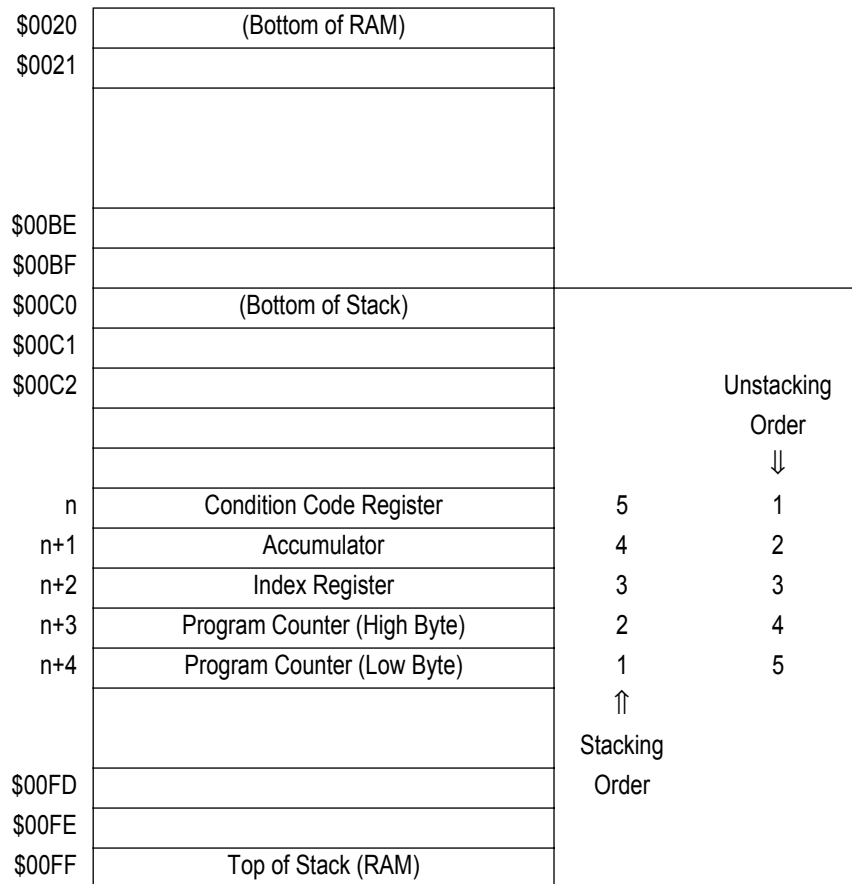 $0020 (Bottom of RAM)
$0021
$00BE
$00BF
$00C0 (Bottom of Stack)
$00C1
$00C2 Unstacking
Order
⇓
n Condition Code Register 5 1
n+1 Accumulator 4 2
n+2 Index Register 3 3
n+3 Program Counter (High Byte) 2 4
n+4 Program Counter (Low Byte) 1 5
⇑
Stacking
$00FD Order
$00FE
$00FF Top of Stack (RAM)